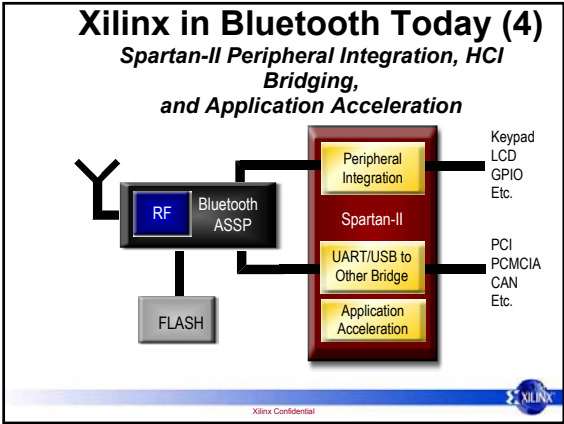 Xilinx in Bluetooth Today (4)
Spartan-II Peripheral Integration, HCI
Bridging,
and Application Acceleration
Keypad
LCD
GPIO
Etc.
Peripheral
Integration
RF
Bluetooth
ASSP
Spartan-II
UART/USB to
Other Bridge
PCI
PCMCIA
CAN
Etc.
FLASH
Application
Acceleration
XILINX
Xilinx Confidential